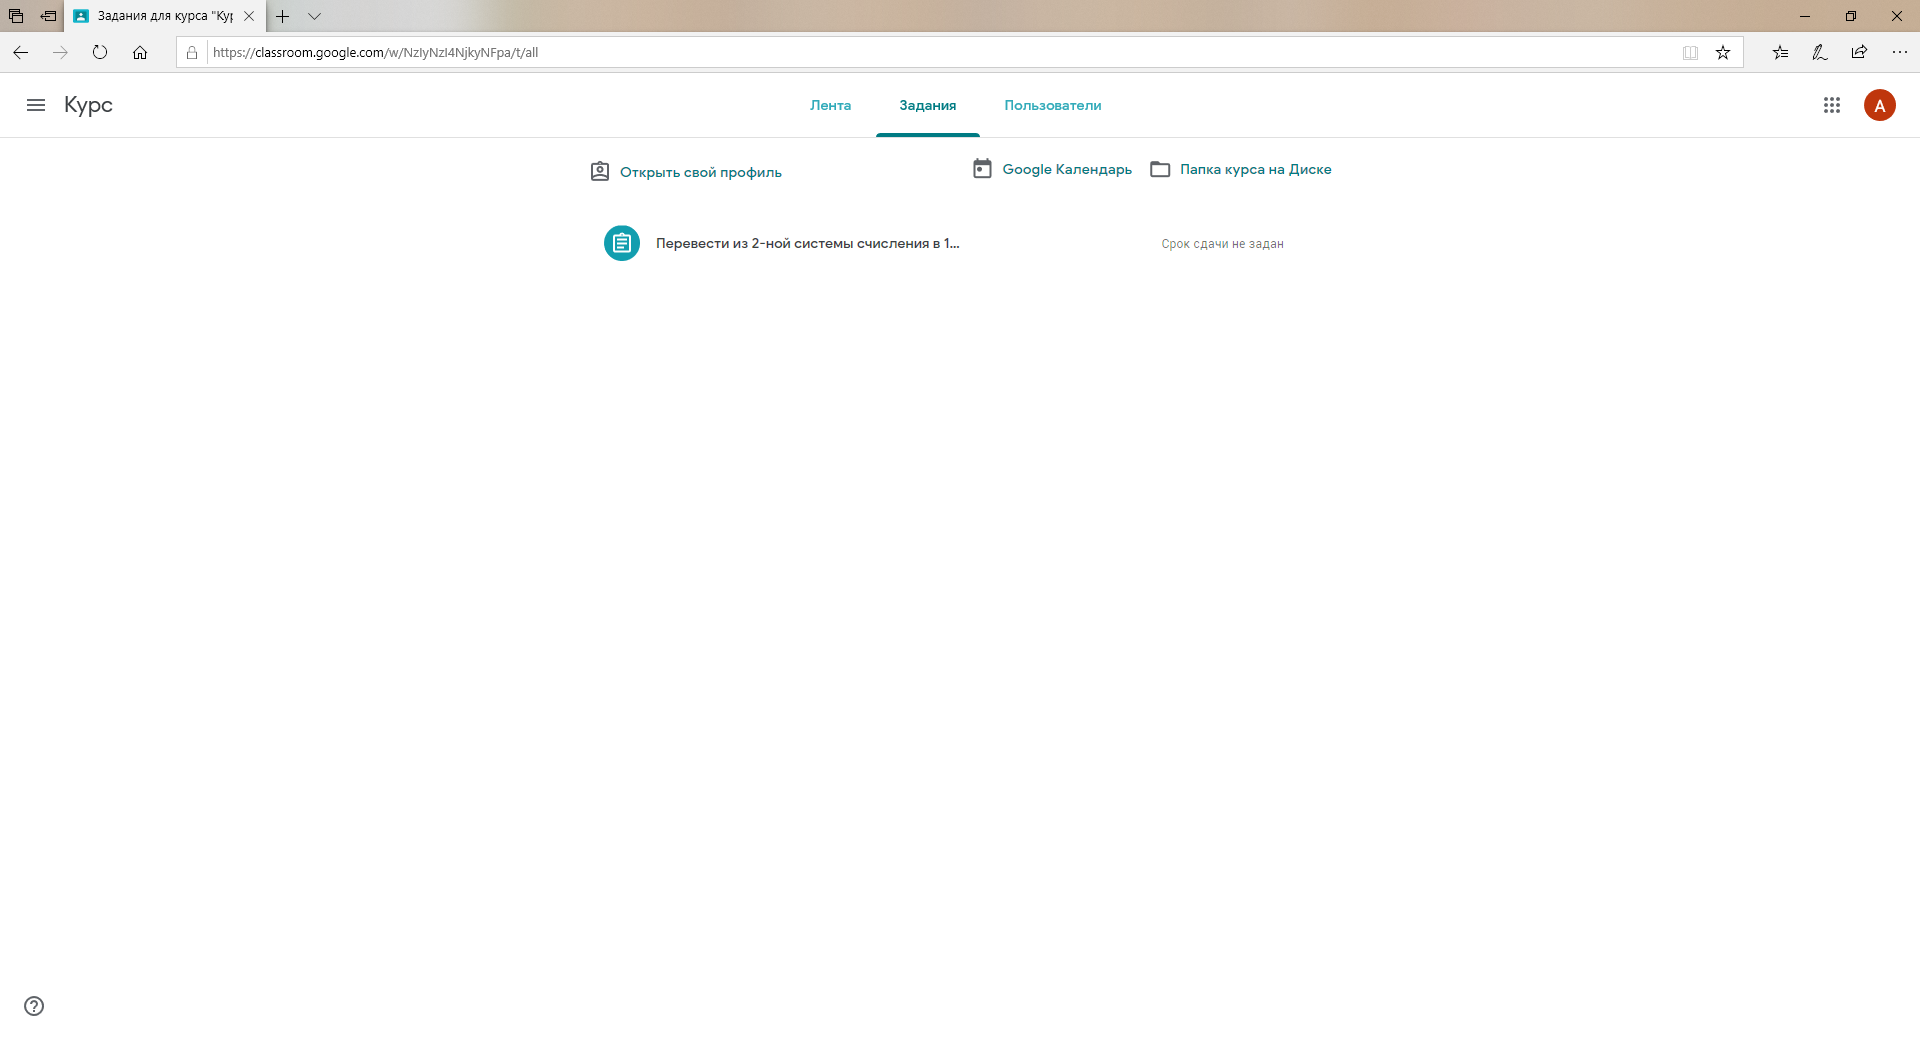 Задания для курса "Кур
https://classroom.google.com/w/NzIyNzI4NjkyNFpa/t/all
Курс
Лента
Задания
Пользователи
А
Открыть свой профиль
Google Календарь
Папка курса на Диске
Перевести из 2-ной системы счисления в 1...
Срок сдачи не задан